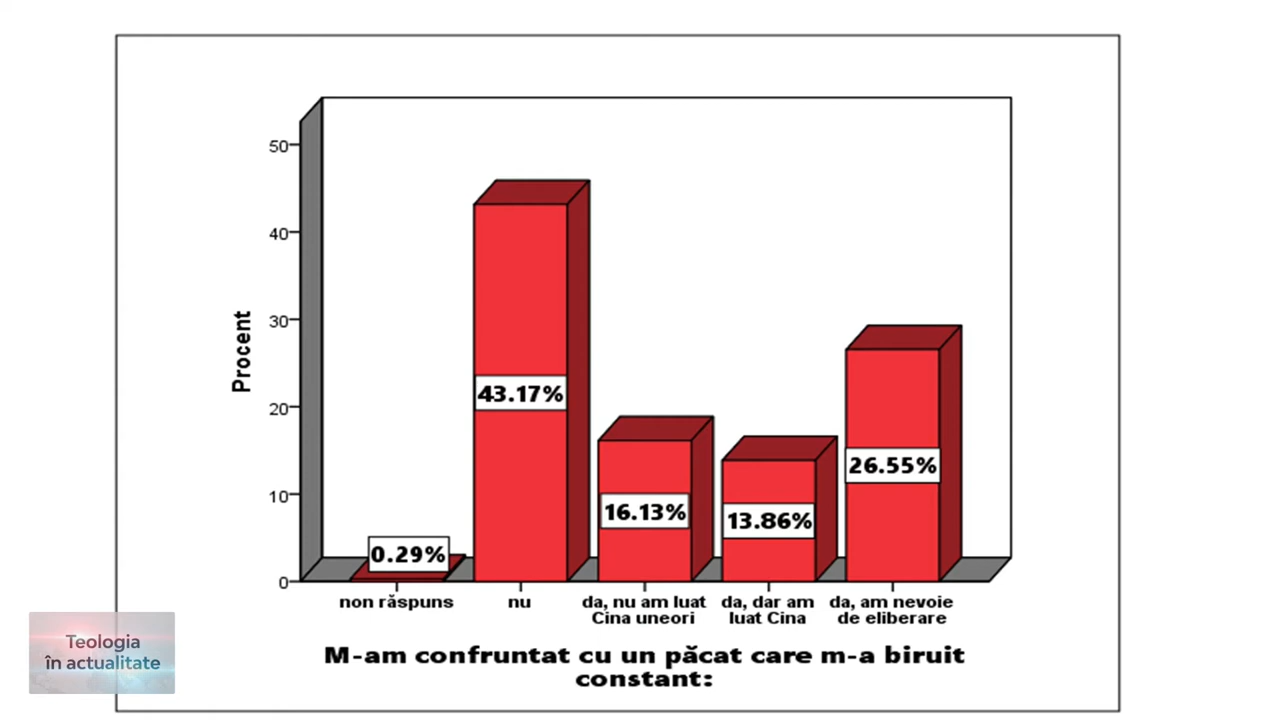 50
40
30
20
10
0
Procent
43.17%
26.55%
16.13%
13.86%
0.29%
non răspuns
nu
da, nu am luat
Cina uneori
da, dar am
luat Cina
da, am nevoie
de eliberare
M-am confruntat cu un păcat care m-a biruit
constant:
Teologia
în actualitate